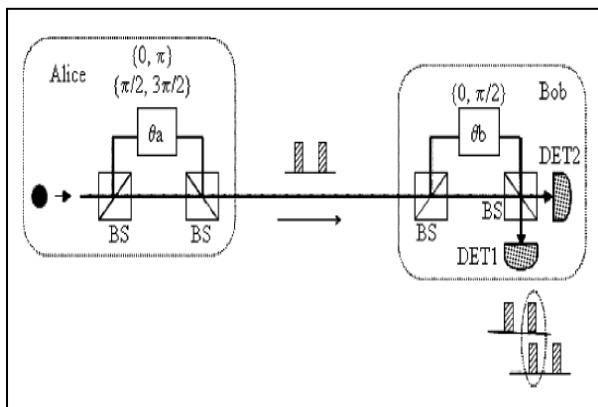 Alice
{0, π}
{π/2, 3π/2}
θa
BS
BS
{0, π/2}
Bob
θb
DET2
BS
BS
DET1